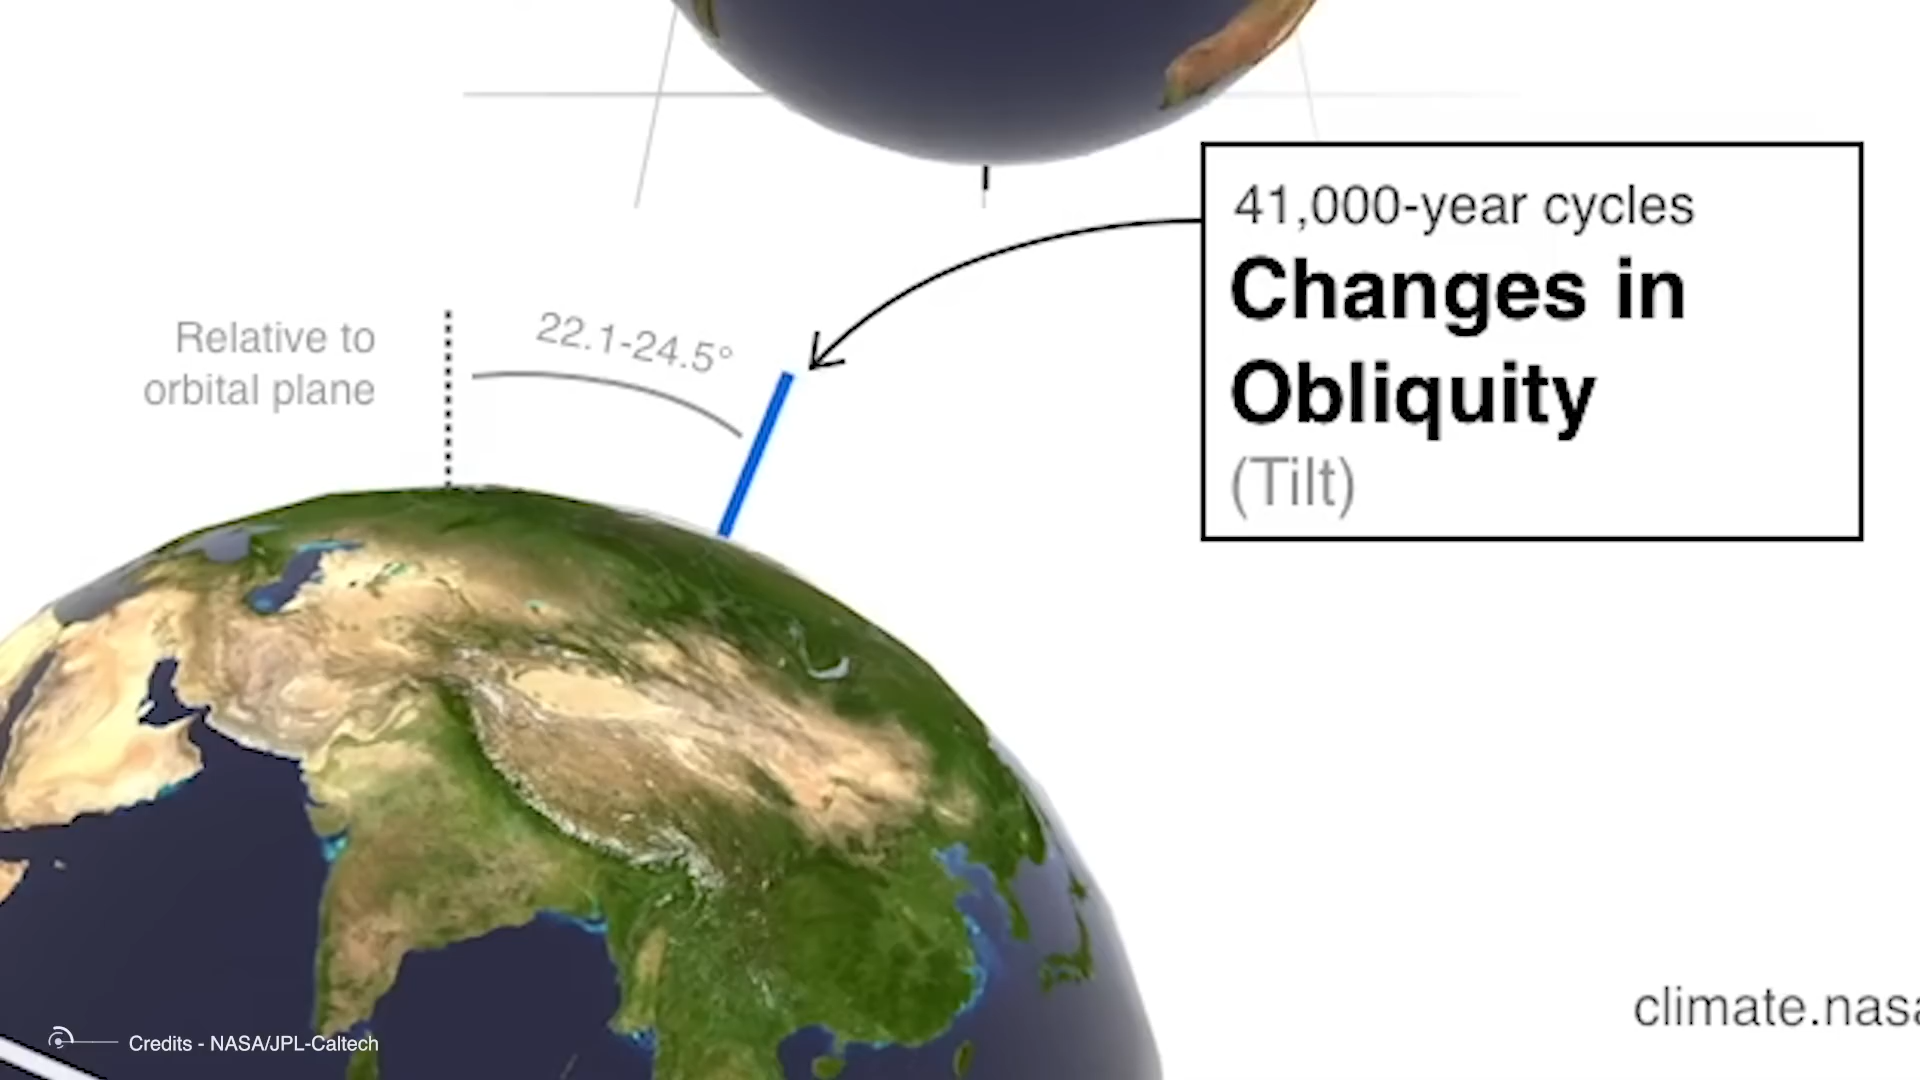 41,000-year cycles
Changes in
Obliquity
(Tilt)
22.1-24.5°
Relative to
orbital plane
climate.nasa
Credits - NASA/JPL-Caltech